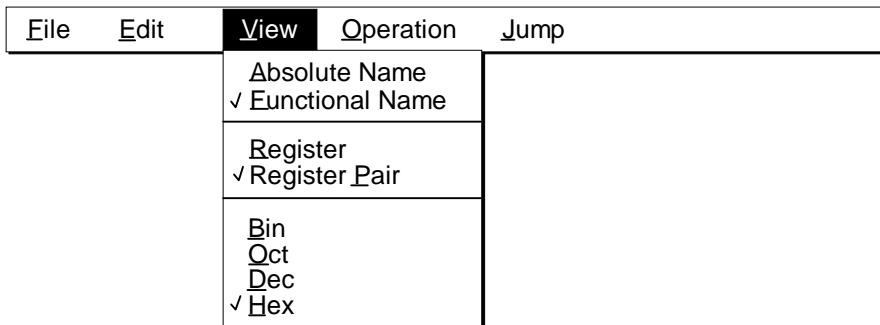 File Edit View Operation Jump
Absolute Name
√ Functional Name
Register
√ Register Pair
Bin
Oct
Dec
√ Hex